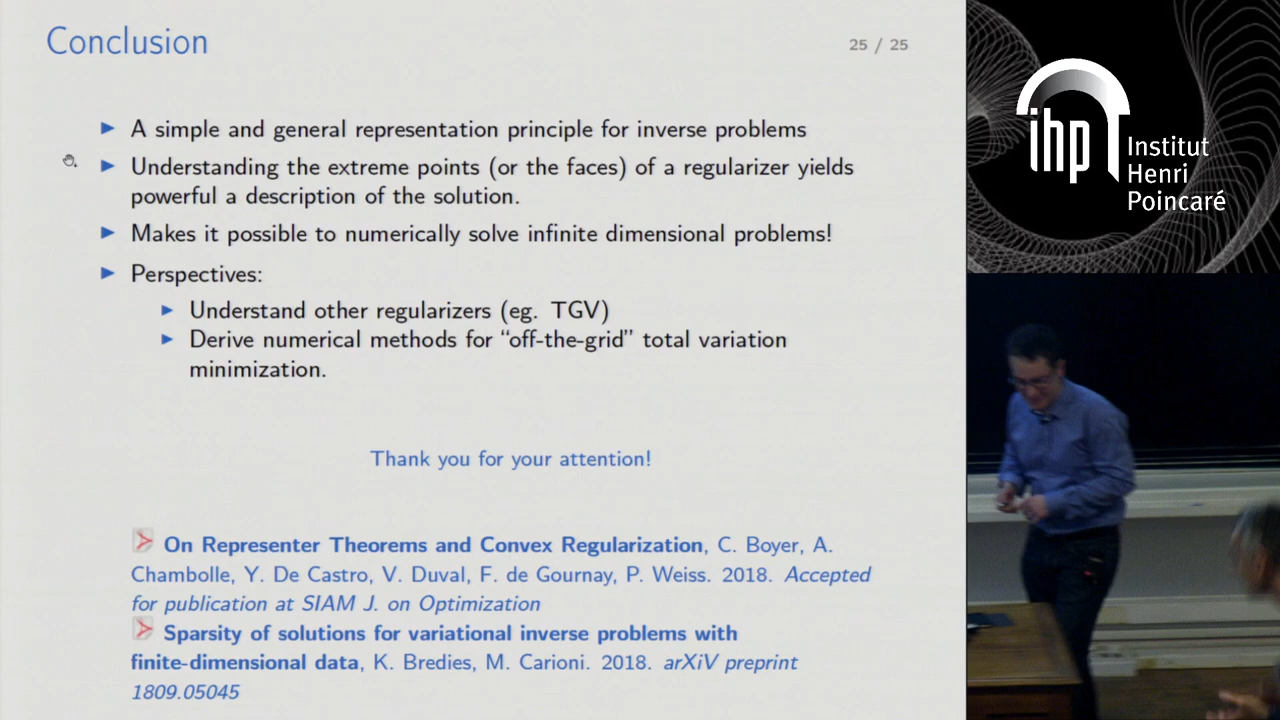 Conclusion
25 / 25
A simple and general representation principle for inverse problems
Understanding the extreme points (or the faces) of a regularizer yields
powerful a description of the solution.
Makes it possible to numerically solve infinite dimensional problems!
Perspectives:
Understand other regularizers (eg. TGV)
Derive numerical methods for “off-the-grid” total variation
minimization.
Thank you for your attention!
On Representer Theorems and Convex Regularization, C. Boyer, A.
Chambolle, Y. De Castro, V. Duval, F. de Gournay, P. Weiss. 2018. Accepted
for publication at SIAM J. on Optimization
Sparsity of solutions for variational inverse problems with
finite-dimensional data, K. Bredies, M. Carioni. 2018. arXiV preprint
1809.05045
ihp
Institut
Henri
Poincaré